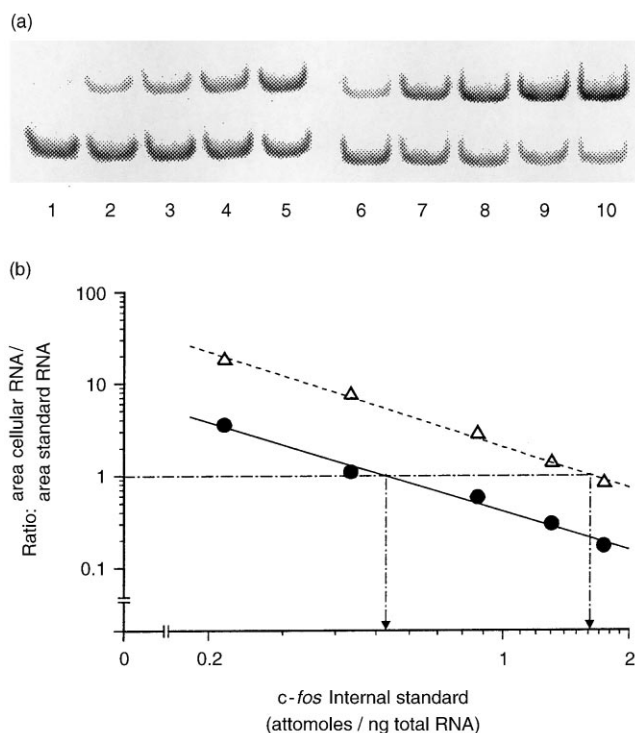 (a)
1 2 3 4 5 6 7 8 9 10
(b)
Ratio: area cellular RNA/
area standard RNA
100
10
1
0.1
0 0.2 1 2
c-fos Internal standard
(attomoles / ng total RNA)